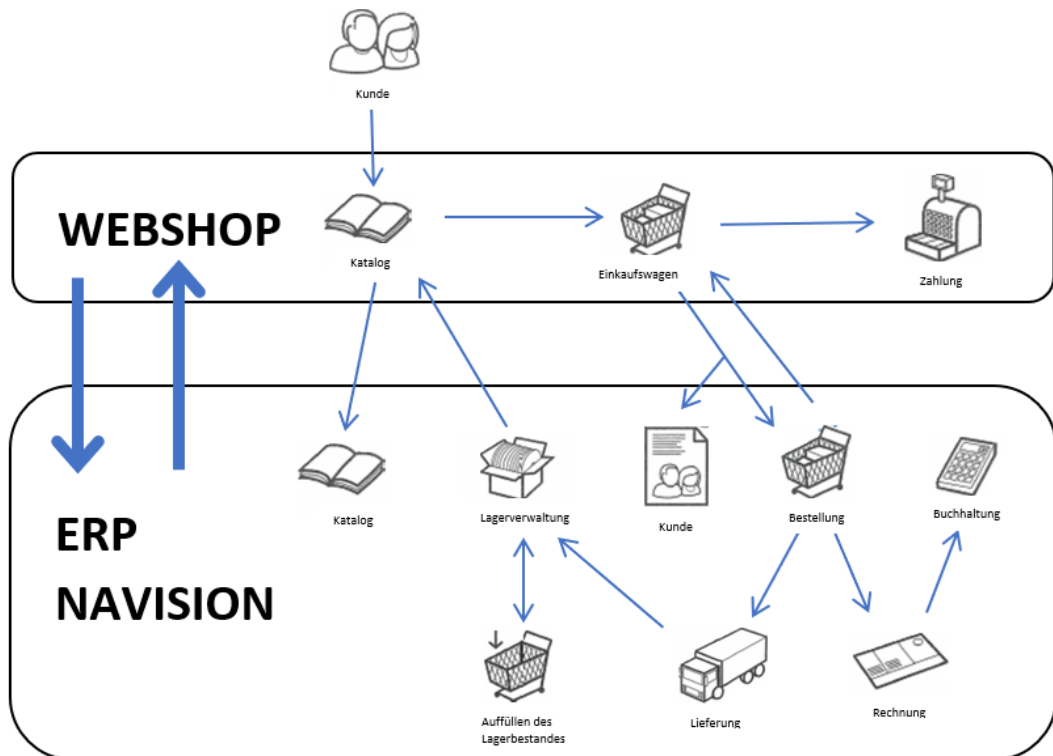 Kunde
WEBSHOP
Katalog
Einkaufswagen
Zahlung
ERP
NAVISION
Katalog
Lagerverwaltung
Kunde
Bestellung
Buchhaltung
Auffüllen des
Lagerbestandes
Lieferung
Rechnung